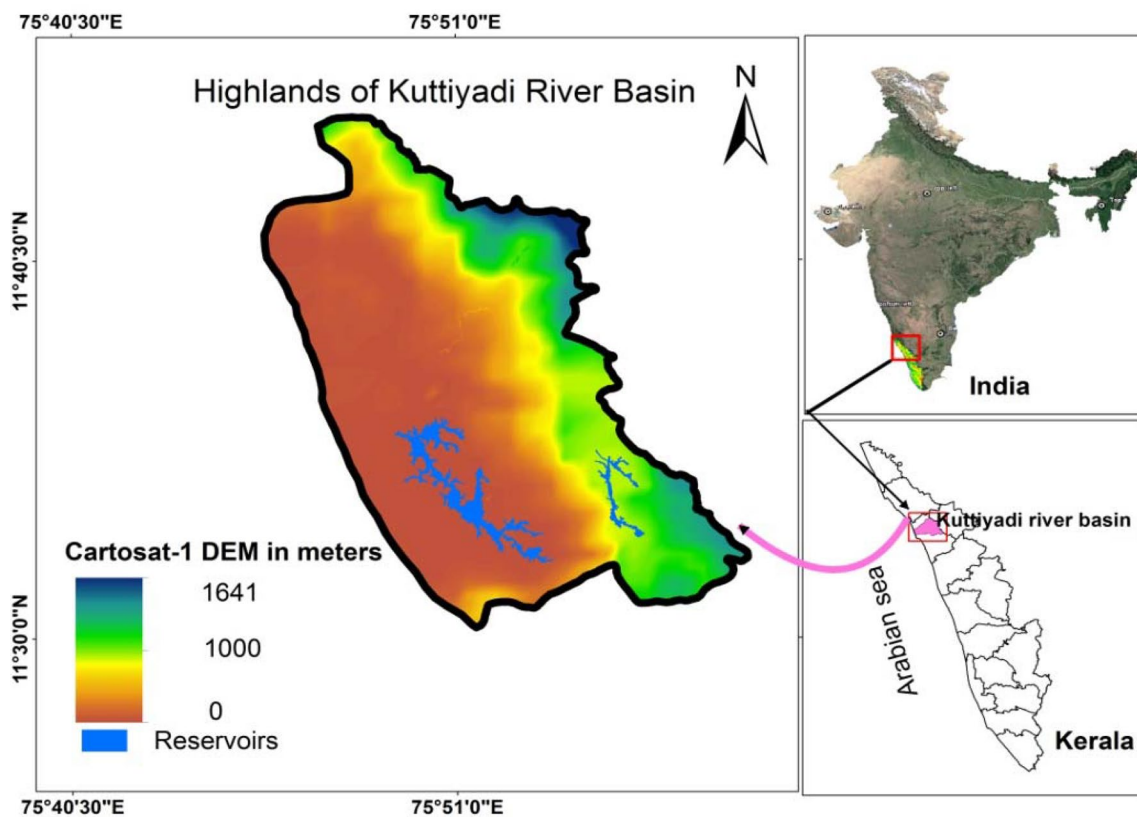 75°40'30"E
75°51'0"E
Highlands of Kuttiyadi River Basin
N
11°40'30"N
11°30'0"N
Cartosat-1 DEM in meters
1641
1000
0
Reservoirs
75°40'30"E
75°51'0"E
India
Kuttiyadi river basin
Arabian sea
Kerala